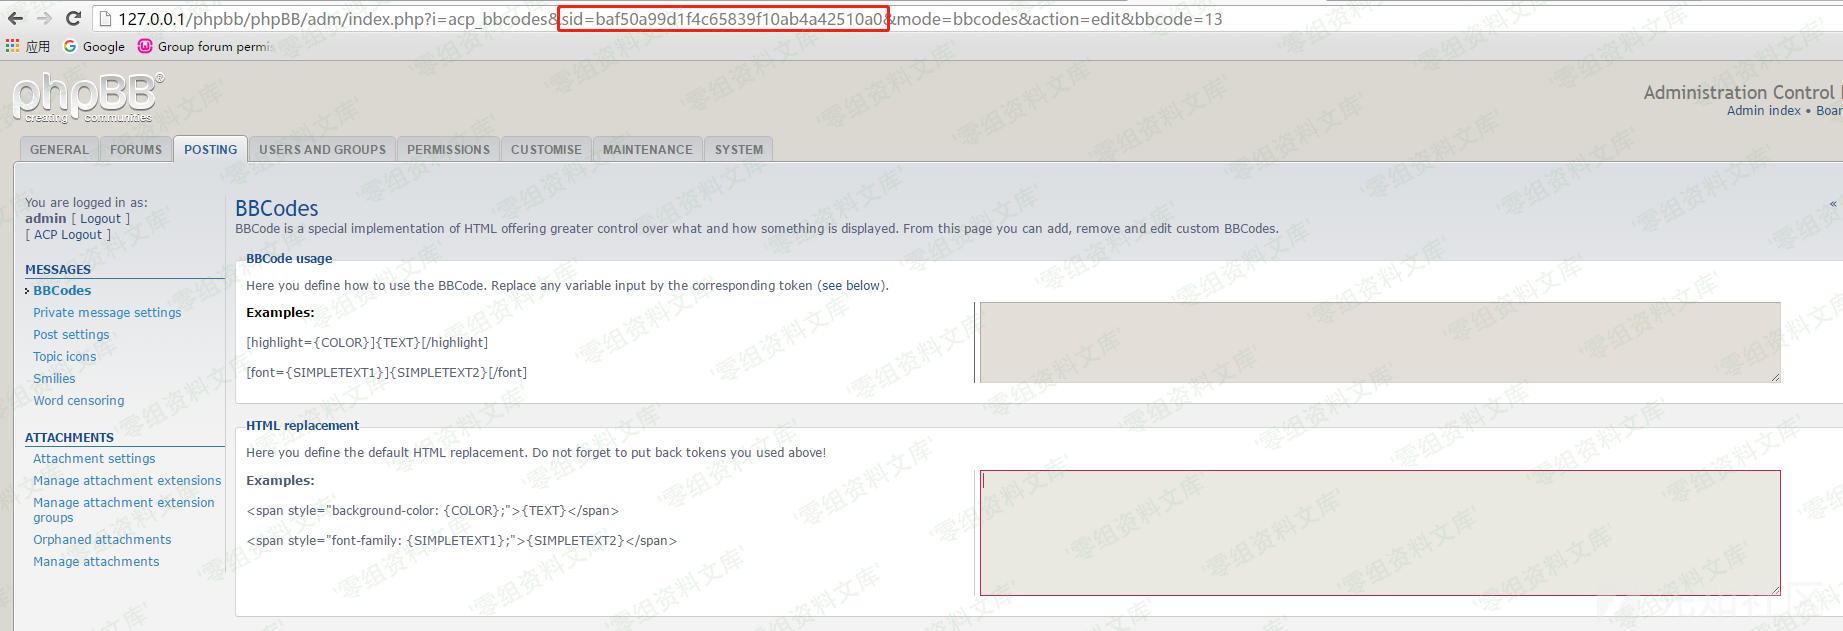 127.0.0.1/phpbb/phpBB/adm/index.php?i=acp_bbcodes&sid=baf50a99d1f4c65839f10ab4a42510a0&mode=bbcodes&action=edit&bbcode=13
应用 Google Group forum permi
phpBB®
creating communities
Administration Control
Admin index • Boar
GENERAL FORUMS POSTING USERS AND GROUPS PERMISSIONS CUSTOMISE MAINTENANCE SYSTEM
You are logged in as:
admin [ Logout ]
[ ACP Logout ]
MESSAGES
BBCodes
Private message settings
Post settings
Topic icons
Smilies
Word censoring
ATTACHMENTS
Attachment settings
Manage attachment extensions
Manage attachment extension
groups
Orphaned attachments
Manage attachments
«
BBCodes
BBCode is a special implementation of HTML offering greater control over what and how something is displayed. From this page you can add, remove and edit custom BBCodes.
BBCode usage
Here you define how to use the BBCode. Replace any variable input by the corresponding token (see below).
Examples:
[highlight={COLOR}]{TEXT}[/highlight]
[font={SIMPLETEXT1}]{SIMPLETEXT2}[/font]
HTML replacement
Here you define the default HTML replacement. Do not forget to put back tokens you used above!
Examples:
<span style="background-color: {COLOR};">{TEXT}</span>
<span style="font-family: {SIMPLETEXT1};">{SIMPLETEXT2}</span>
'零组资料文库'
先知社区